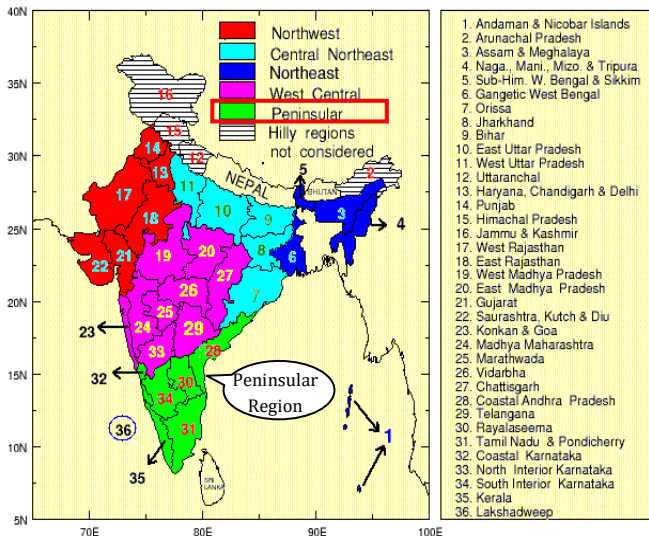 40N
35N
30N
25N
20N
15N
10N
5N
70E
80E
90E
100E
Northwest
Central Northeast
Northeast
West Central
Peninsular
Hilly regions
not considered
16
15
14
12
13
11
17
18
10
9
8
7
6
5
4
3
2
NEPAL
BHUTAN
22
21
19
20
27
26
25
24
29
23
33
28
32
30
34
31
35
36
1
Peninsular
Region
SRI
LANKA
1. Andaman & Nicobar Islands
2. Arunachal Pradesh
3. Assam & Meghalaya
4. Naga., Mani., Mizo. & Tripura
5. Sub-Him. W. Bengal & Sikkim
6. Gangetic West Bengal
7. Orissa
8. Jharkhand
9. Bihar
10. East Uttar Pradesh
11. West Uttar Pradesh
12. Uttaranchal
13. Haryana, Chandigarh & Delhi
14. Punjab
15. Himachal Pradesh
16. Jammu & Kashmir
17. West Rajasthan
18. East Rajasthan
19. West Madhya Pradesh
20. East Madhya Pradesh
21. Gujarat
22. Saurashtra, Kutch & Diu
23. Konkan & Goa
24. Madhya Maharashtra
25. Marathwada
26. Vidarbha
27. Chattisgarh
28. Coastal Andhra Pradesh
29. Telangana
30. Rayalaseema
31. Tamil Nadu & Pondicherry
32. Coastal Karnataka
33. North Interior Karnataka
34. South Interior Karnataka
35. Kerala
36. Lakshadweep